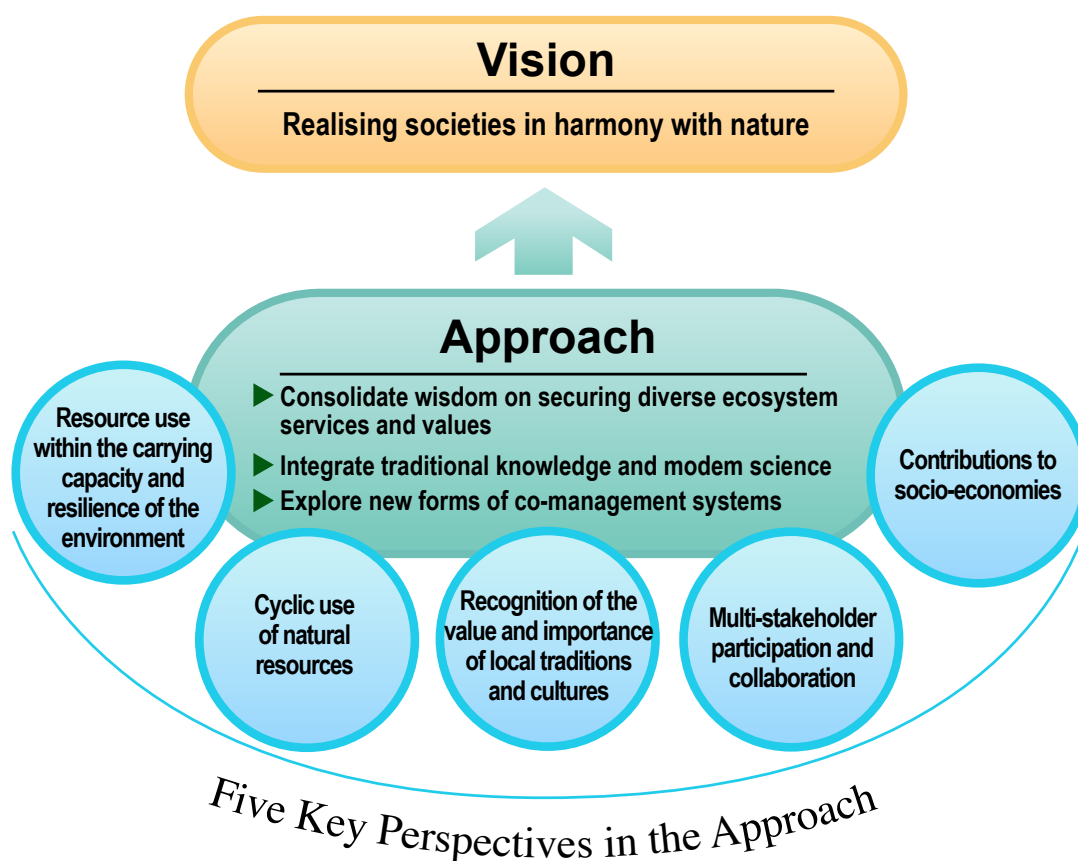 Vision
Realising societies in harmony with nature
Approach
▶ Consolidate wisdom on securing diverse ecosystem
services and values
▶ Integrate traditional knowledge and modem science
▶ Explore new forms of co-management systems
Resource use
within the carrying
capacity and
resilience of the
environment
Cyclic use
of natural
resources
Recognition of the
value and importance
of local traditions
and cultures
Multi-stakeholder
participation and
collaboration
Contributions to
socio-economies
Five Key Perspectives in the Approach